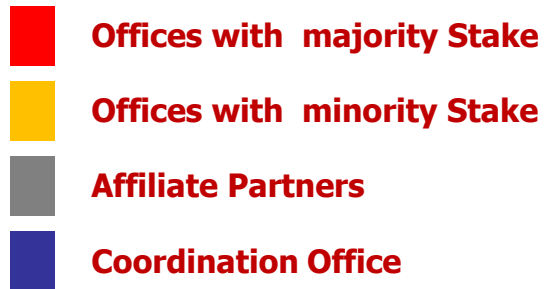 Offices with  majority Stake
Offices with  minority Stake
Affiliate Partners
Coordination Office